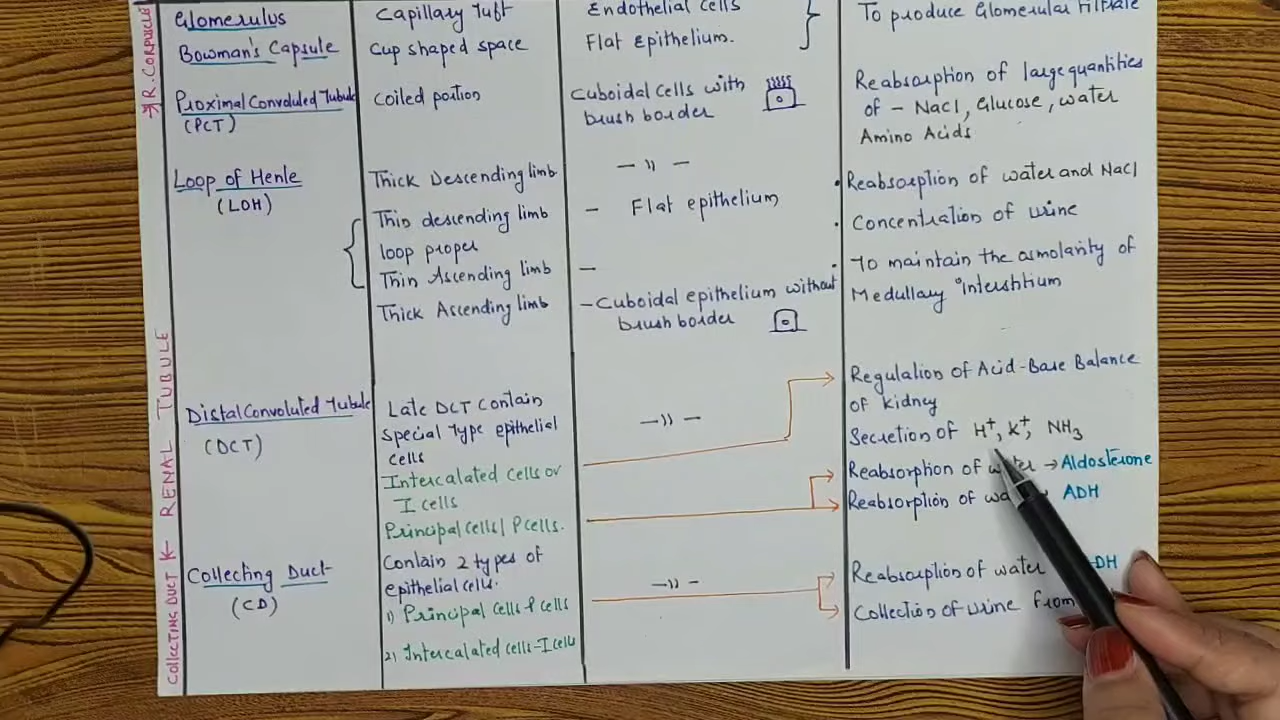 Glomerulus
Capillary Tuft
Endothelial cells
To produce Glomerular Filtrate
Bowman's Capsule
Cup shaped space
Flat Epithelium.
Proximal Convoluted Tubule
(PCT)
Coiled portion
Cuboidal Cells with
brush border
Reabsorption of large quantities
of - NaCl, Glucose, water
Amino Acids
Loop of Henle
(LOH)
Thick Descending limb
Thin descending limb
loop proper
Thin Ascending limb
Thick Ascending limb
— 〃 —
- Flat epithelium
-
- Cuboidal epithelium without
brush border
• Reabsorption of water and NaCl
• Concentration of urine
• To maintain the osmolarity of
Medullary interstitium
Distal Convoluted Tubule
(DCT)
Late DCT contain
special type epithelial
cells
Intercalated Cells or
I cells
Principal cells / P cells.
— 〃 —
Regulation of Acid-Base Balance
of kidney
Secretion of H+, K+, NH3
Reabsorption of water → Aldosterone
Reabsorption of ADH
Collecting Duct
(CD)
Contain 2 types of
epithelial cells.
1) Principal cells P cells
2) Intercalated cells - I cells
— 〃 —
Reabsorption of water
Collection of urine from
R. CORPUSCLE
RENAL TUBULE
COLLECTING DUCT